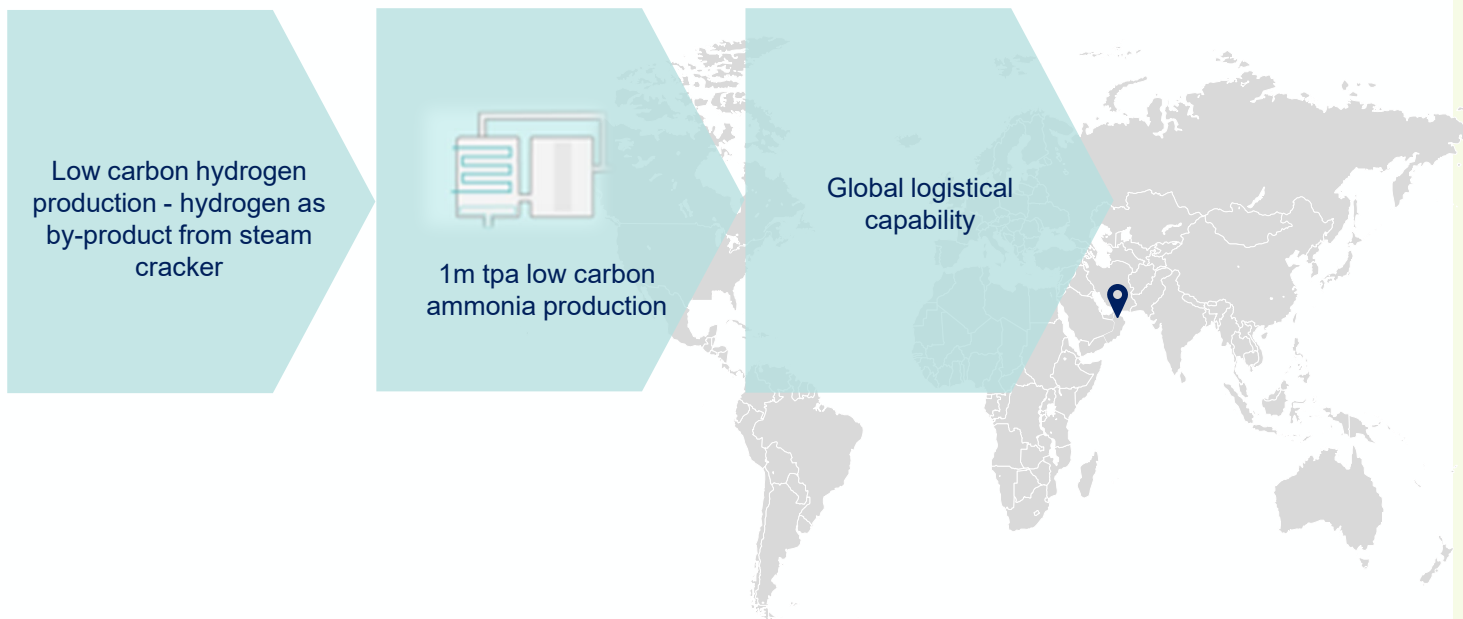 Low carbon hydrogen
production - hydrogen as
by-product from steam
cracker
1m tpa low carbon
ammonia production
Global logistical
capability